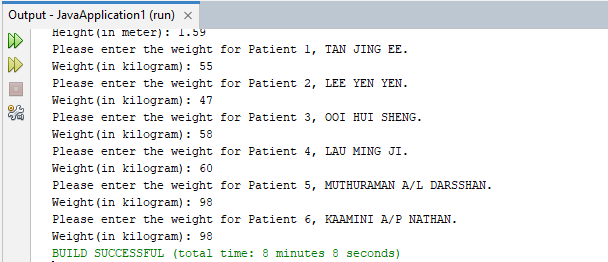 Output - JavaApplication1 (run)
Height(in meter): 1.59
Please enter the weight for Patient 1, TAN JING EE.
Weight(in kilogram): 55
Please enter the weight for Patient 2, LEE YEN YEN.
Weight(in kilogram): 47
Please enter the weight for Patient 3, OOI HUI SHENG.
Weight(in kilogram): 58
Please enter the weight for Patient 4, LAU MING JI.
Weight(in kilogram): 60
Please enter the weight for Patient 5, MUTHURAMAN A/L DARSSHAN.
Weight(in kilogram): 98
Please enter the weight for Patient 6, KAAMINI A/P NATHAN.
Weight(in kilogram): 98
BUILD SUCCESSFUL (total time: 8 minutes 8 seconds)